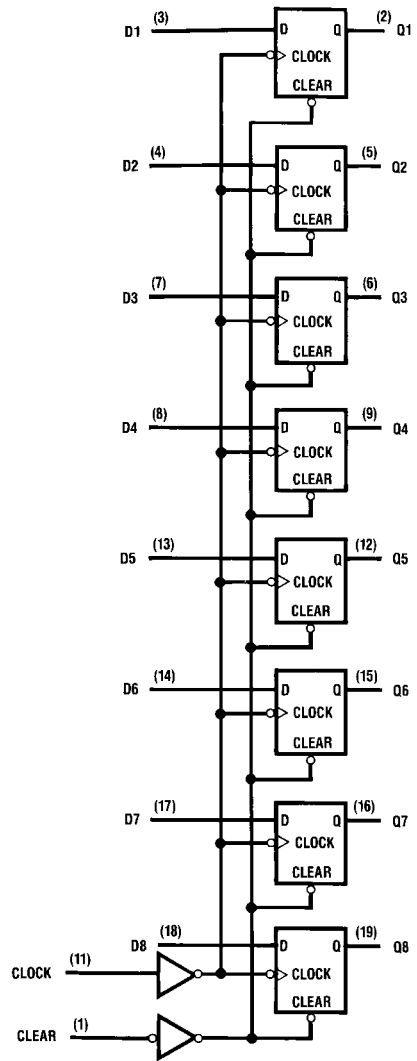 D1 (3) D Q (2) Q1
CLOCK
CLEAR
D2 (4) D Q (5) Q2
CLOCK
CLEAR
D3 (7) D Q (6) Q3
CLOCK
CLEAR
D4 (8) D Q (9) Q4
CLOCK
CLEAR
D5 (13) D Q (12) Q5
CLOCK
CLEAR
D6 (14) D Q (15) Q6
CLOCK
CLEAR
D7 (17) D Q (16) Q7
CLOCK
CLEAR
D8 (18) D Q (19) Q8
CLOCK (11) CLOCK
CLEAR
CLEAR (1)